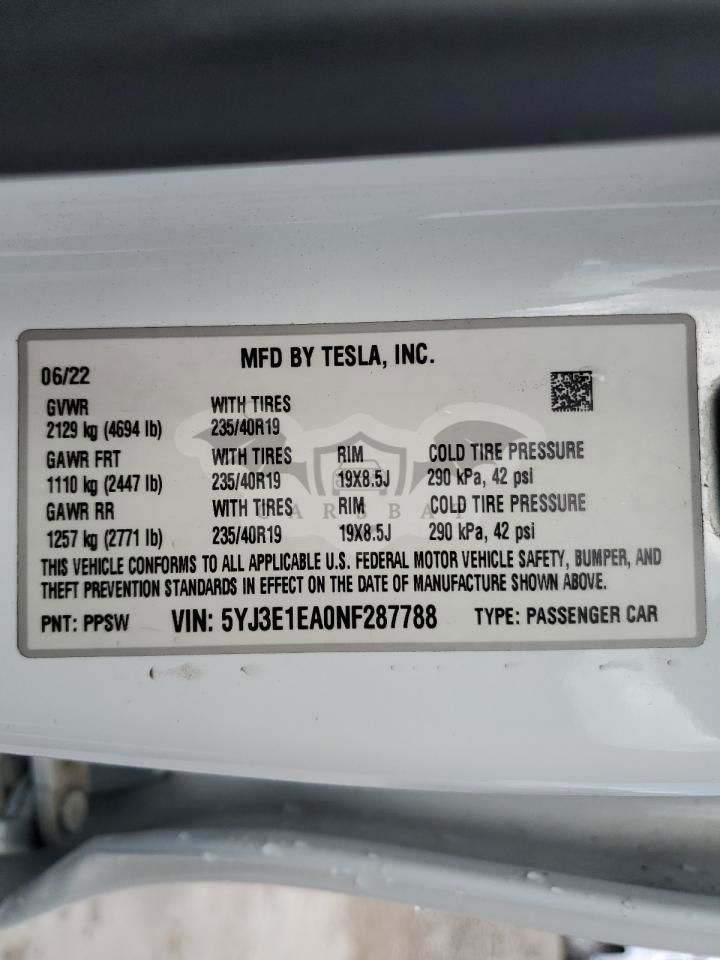 MFD BY TESLA, INC.
06/22
GVWR WITH TIRES
2129 kg (4694 lb) 235/40R19
GAWR FRT WITH TIRES RIM COLD TIRE PRESSURE
1110 kg (2447 lb) 235/40R19 19X8.5J 290 kPa, 42 psi
GAWR RR WITH TIRES RIM COLD TIRE PRESSURE
1257 kg (2771 lb) 235/40R19 19X8.5J 290 kPa, 42 psi
THIS VEHICLE CONFORMS TO ALL APPLICABLE U.S. FEDERAL MOTOR VEHICLE SAFETY, BUMPER, AND
THEFT PREVENTION STANDARDS IN EFFECT ON THE DATE OF MANUFACTURE SHOWN ABOVE.
PNT: PPSW VIN: 5YJ3E1EA0NF287788 TYPE: PASSENGER CAR